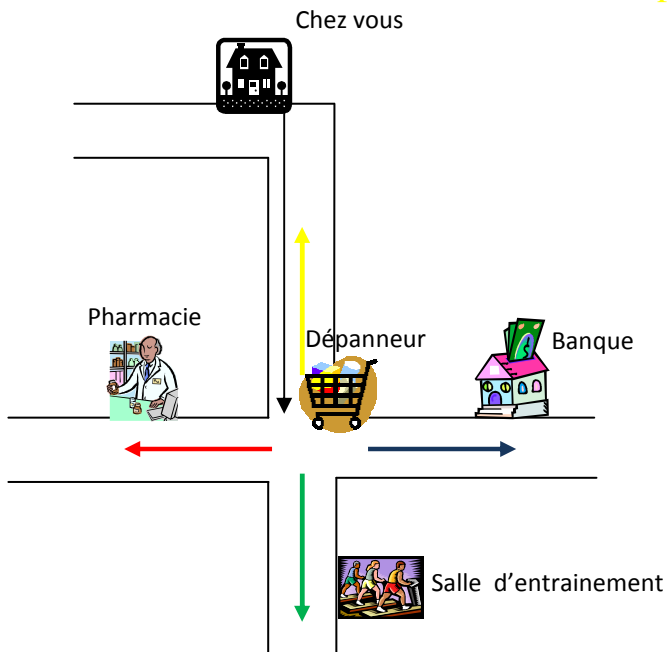 Chez vous
Pharmacie
Dépanneur
Banque
Salle d'entrainement